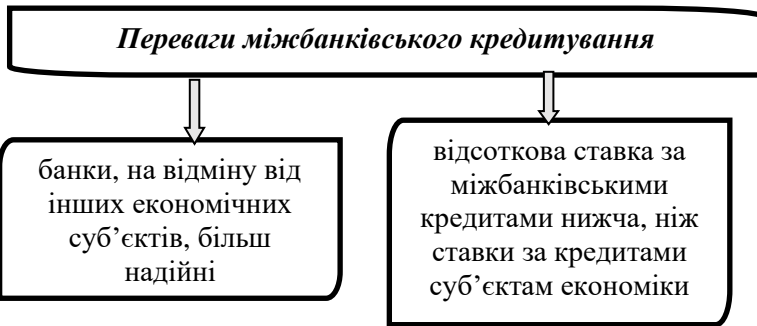 Переваги міжбанківського кредитування
банки, на відміну від
інших економічних
суб’єктів, більш
надійні
відсоткова ставка за
міжбанківськими
кредитами нижча, ніж
ставки за кредитами
суб’єктам економіки